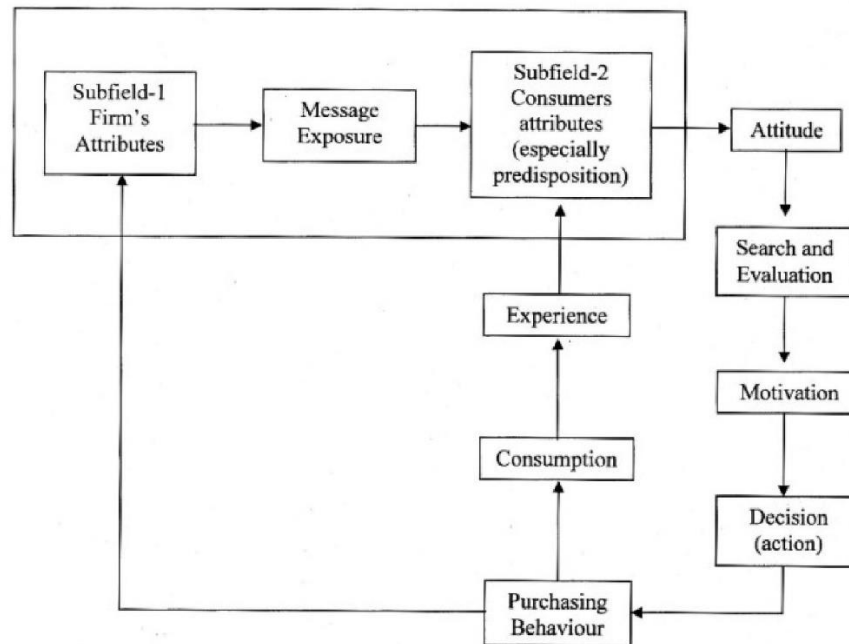 Subfield-1
Firm's
Attributes
Message
Exposure
Subfield-2
Consumers
attributes
(especially
predisposition)
Attitude
Search and
Evaluation
Experience
Motivation
Consumption
Decision
(action)
Purchasing
Behaviour